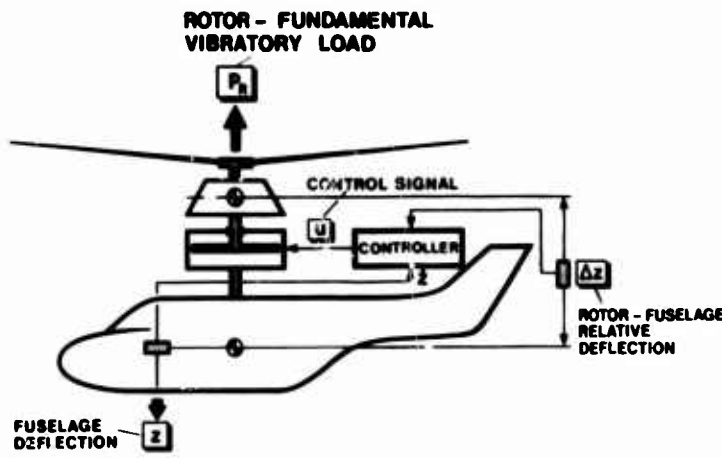 ROTOR - FUNDAMENTAL
VIBRATORY LOAD
PR
CONTROL SIGNAL
u
CONTROLLER
z
Δz
ROTOR - FUSELAGE
RELATIVE
DEFLECTION
FUSELAGE
DEFLECTION
z